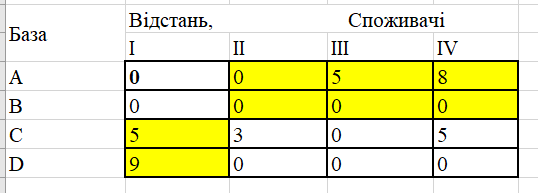 База Відстань, Споживачі
I II III IV
A 0 0 5 8
B 0 0 0 0
C 5 3 0 5
D 9 0 0 0